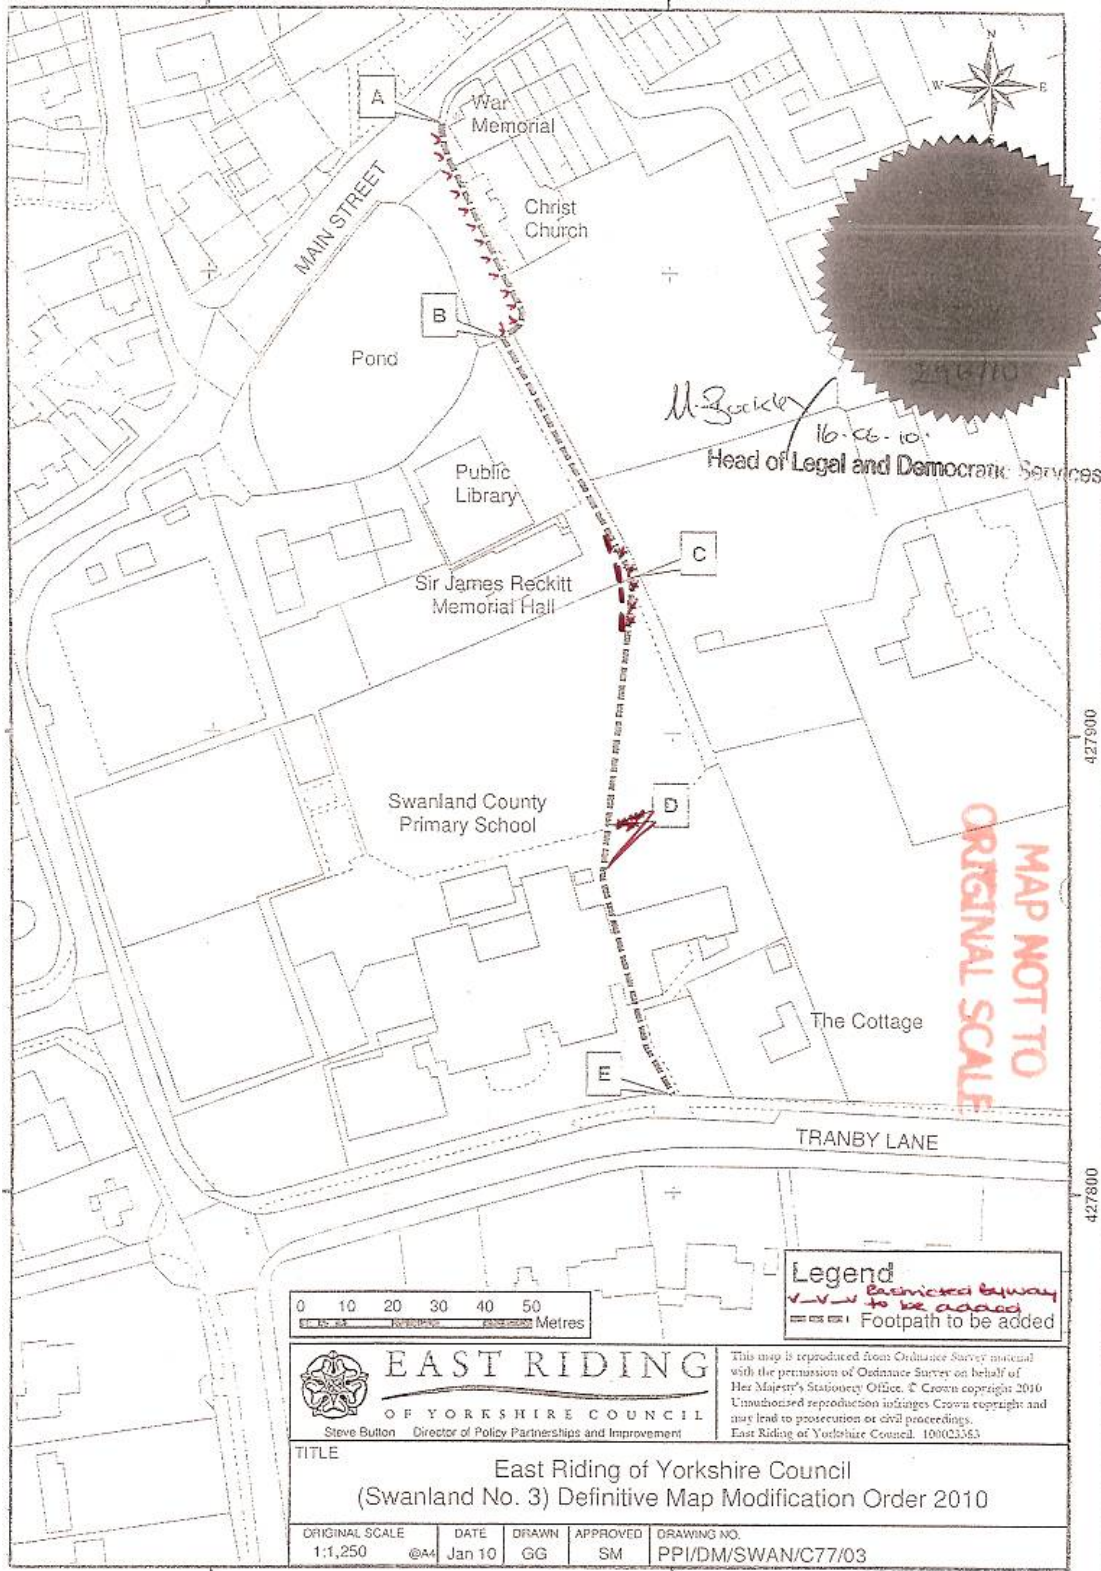 N
W
E
A
War
Memorial
MAIN STREET
Christ
Church
B
Pond
16-06-10
Head of Legal and Democratic Services
Public
Library
C
Sir James Reckitt
Memorial Hall
427900
Swanland County
Primary School
D
MAP NOT TO
ORIGINAL SCALE
The Cottage
E
TRANBY LANE
427800
Legend
Restricted Byway
to be added
Footpath to be added
0 10 20 30 40 50
Metres
EAST RIDING
OF YORKSHIRE COUNCIL
Steve Button Director of Policy Partnerships and Improvement
This map is reproduced from Ordnance Survey material
with the permission of Ordnance Survey on behalf of
Her Majesty's Stationery Office. © Crown copyright 2010
Unauthorised reproduction infringes Crown copyright and
may lead to prosecution or civil proceedings.
East Riding of Yorkshire Council. 100023383
TITLE
East Riding of Yorkshire Council
(Swanland No. 3) Definitive Map Modification Order 2010
ORIGINAL SCALE
1:1,250 @A4
DATE
Jan 10
DRAWN
GG
APPROVED
SM
DRAWING NO.
PPI/DM/SWAN/C77/03